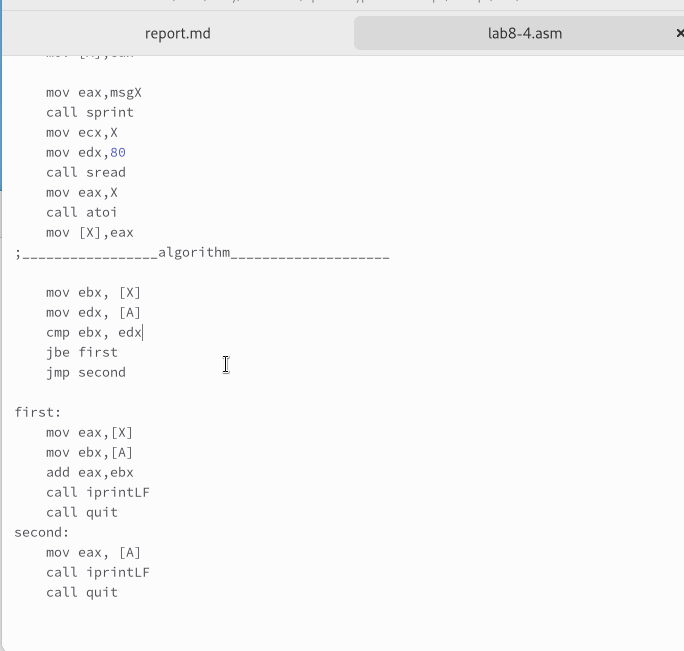 report.md
lab8-4.asm
mov eax,msgX
call sprint
mov ecx,X
mov edx,80
call sread
mov eax,X
call atoi
mov [X],eax
;_________________algorithm____________________
mov ebx, [X]
mov edx, [A]
cmp ebx, edx
jbe first
jmp second
first:
mov eax,[X]
mov ebx,[A]
add eax,ebx
call iprintLF
call quit
second:
mov eax, [A]
call iprintLF
call quit